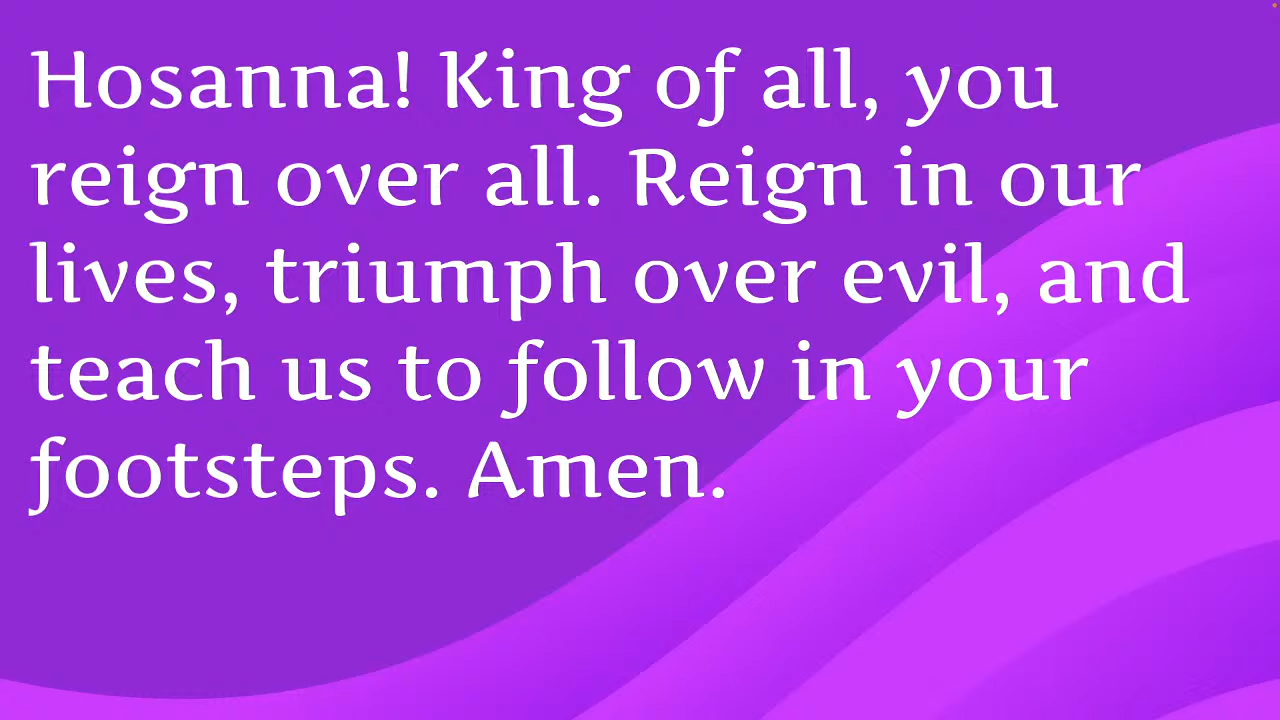 Hosanna! King of all, you
reign over all. Reign in our
lives, triumph over evil, and
teach us to follow in your
footsteps. Amen.